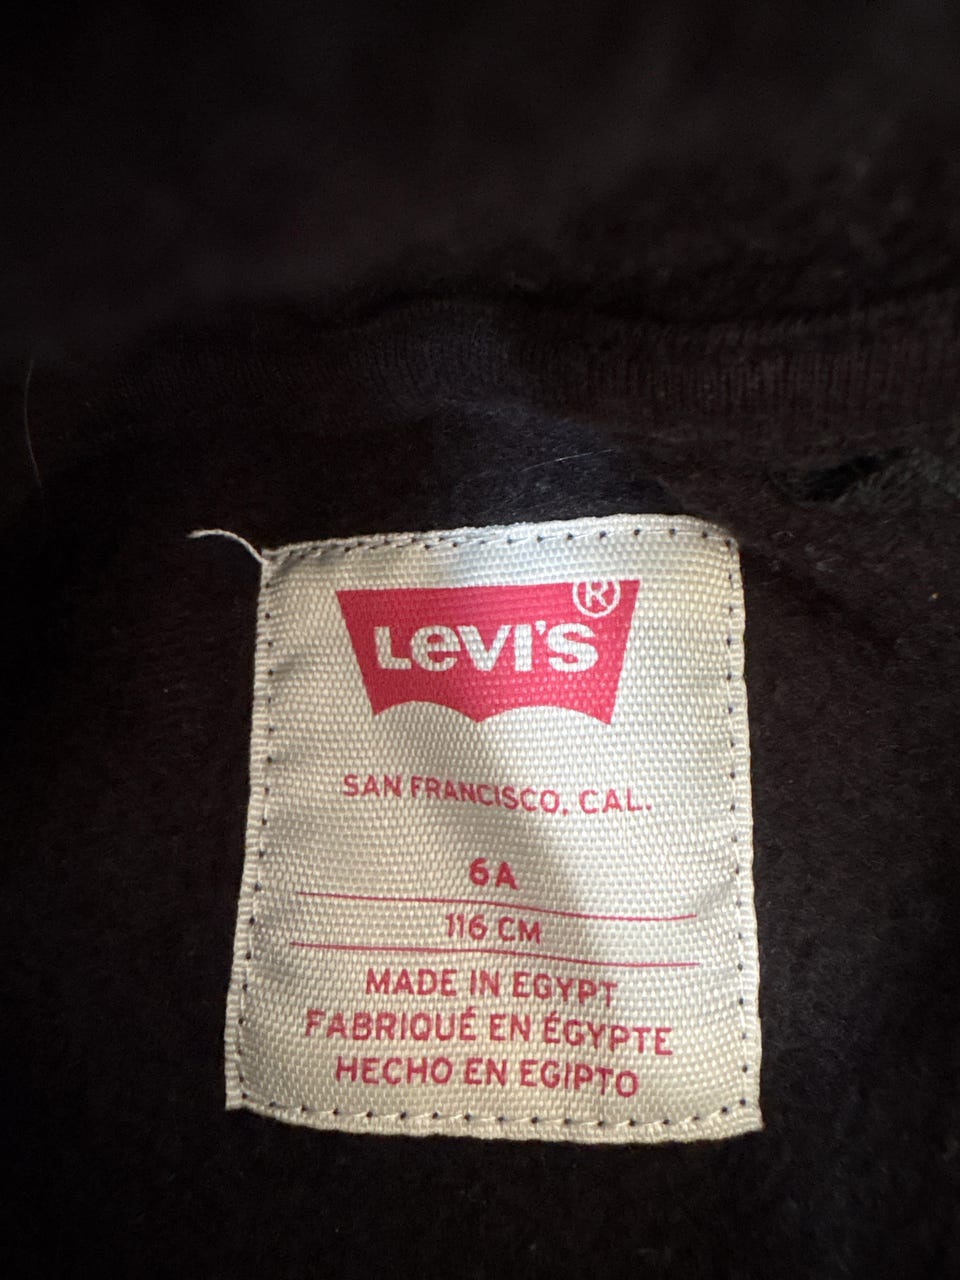 LEVI'S®
SAN FRANCISCO, CAL.
6A
116 CM
MADE IN EGYPT
FABRIQUÉ EN ÉGYPTE
HECHO EN EGIPTO